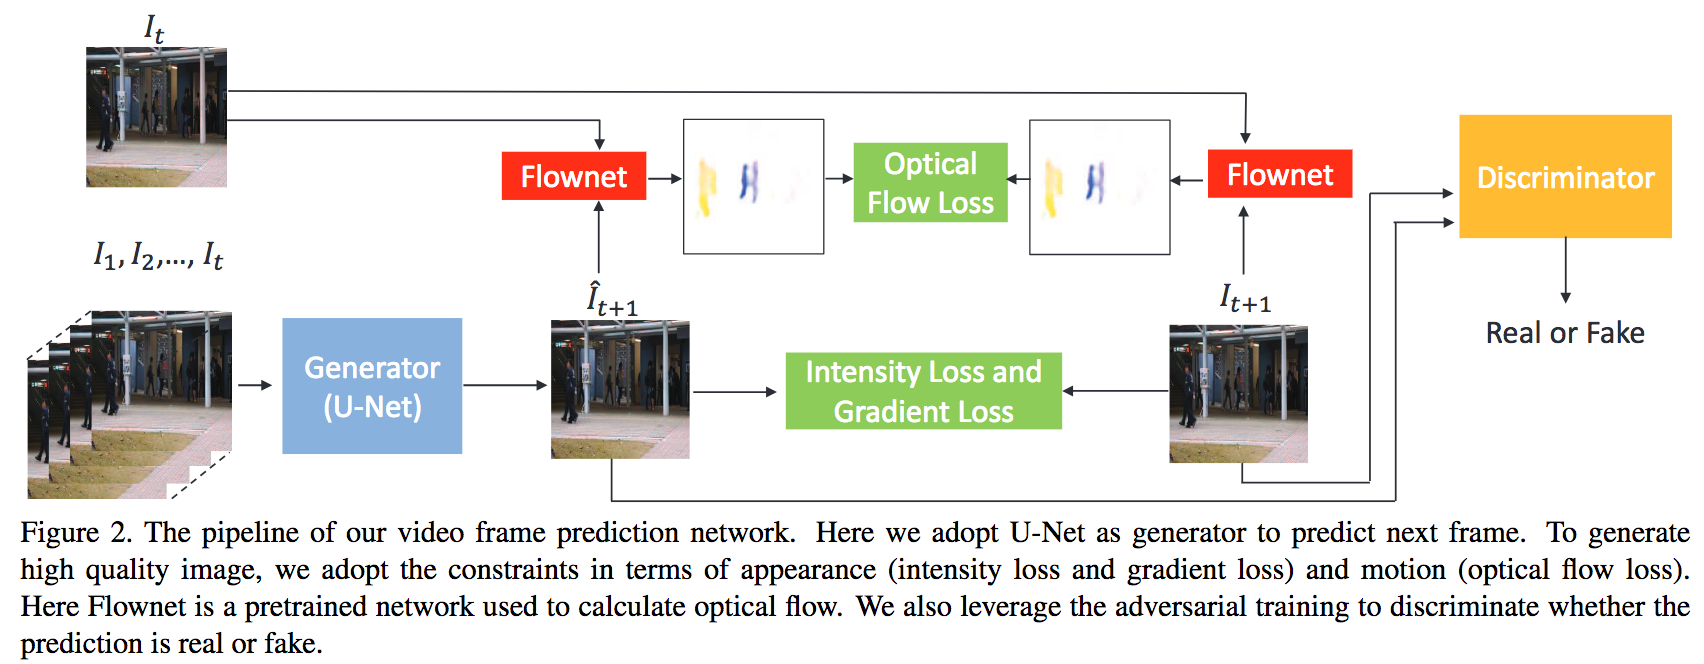 I_t
Flownet
Optical
Flow Loss
Flownet
Discriminator
I_1, I_2,..., I_t
Î_{t+1}
I_{t+1}
Real or Fake
Generator
(U-Net)
Intensity Loss and
Gradient Loss
Figure 2. The pipeline of our video frame prediction network. Here we adopt U-Net as generator to predict next frame. To generate
high quality image, we adopt the constraints in terms of appearance (intensity loss and gradient loss) and motion (optical flow loss).
Here Flownet is a pretrained network used to calculate optical flow. We also leverage the adversarial training to discriminate whether the
prediction is real or fake.